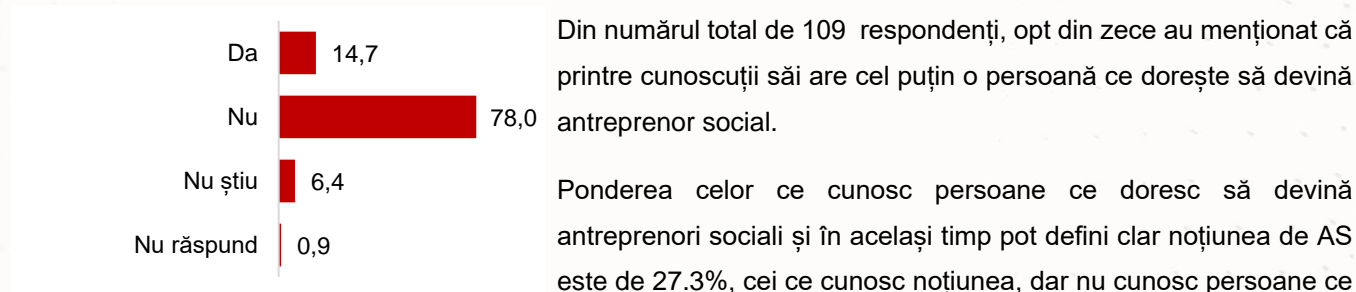 Da 14,7
Nu 78,0
Nu știu 6,4
Nu răspund 0,9
Din numărul total de 109 respondenți, opt din zece au menționat că
printre cunoscuții săi are cel puțin o persoană ce dorește să devină
antreprenor social.
Ponderea celor ce cunosc persoane ce doresc să devină
antreprenori sociali și în același timp pot defini clar noțiunea de AS
este de 27,3%, cei ce cunosc noțiunea, dar nu cunosc persoane ce